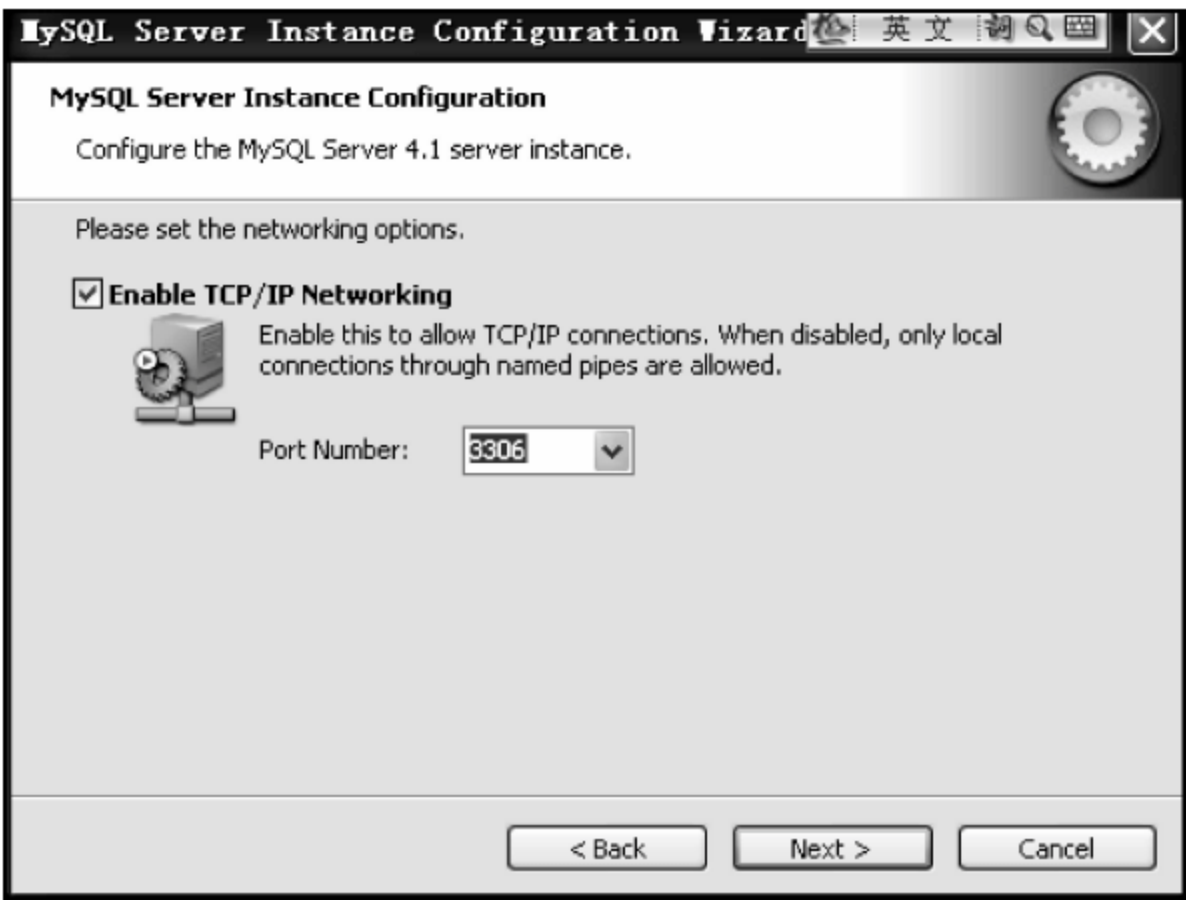 MySQL Server Instance Configuration Wizard
英 文 词
MySQL Server Instance Configuration
Configure the MySQL Server 4.1 server instance.
Please set the networking options.
Enable TCP/IP Networking
Enable this to allow TCP/IP connections. When disabled, only local
connections through named pipes are allowed.
Port Number: 3306
< Back Next > Cancel